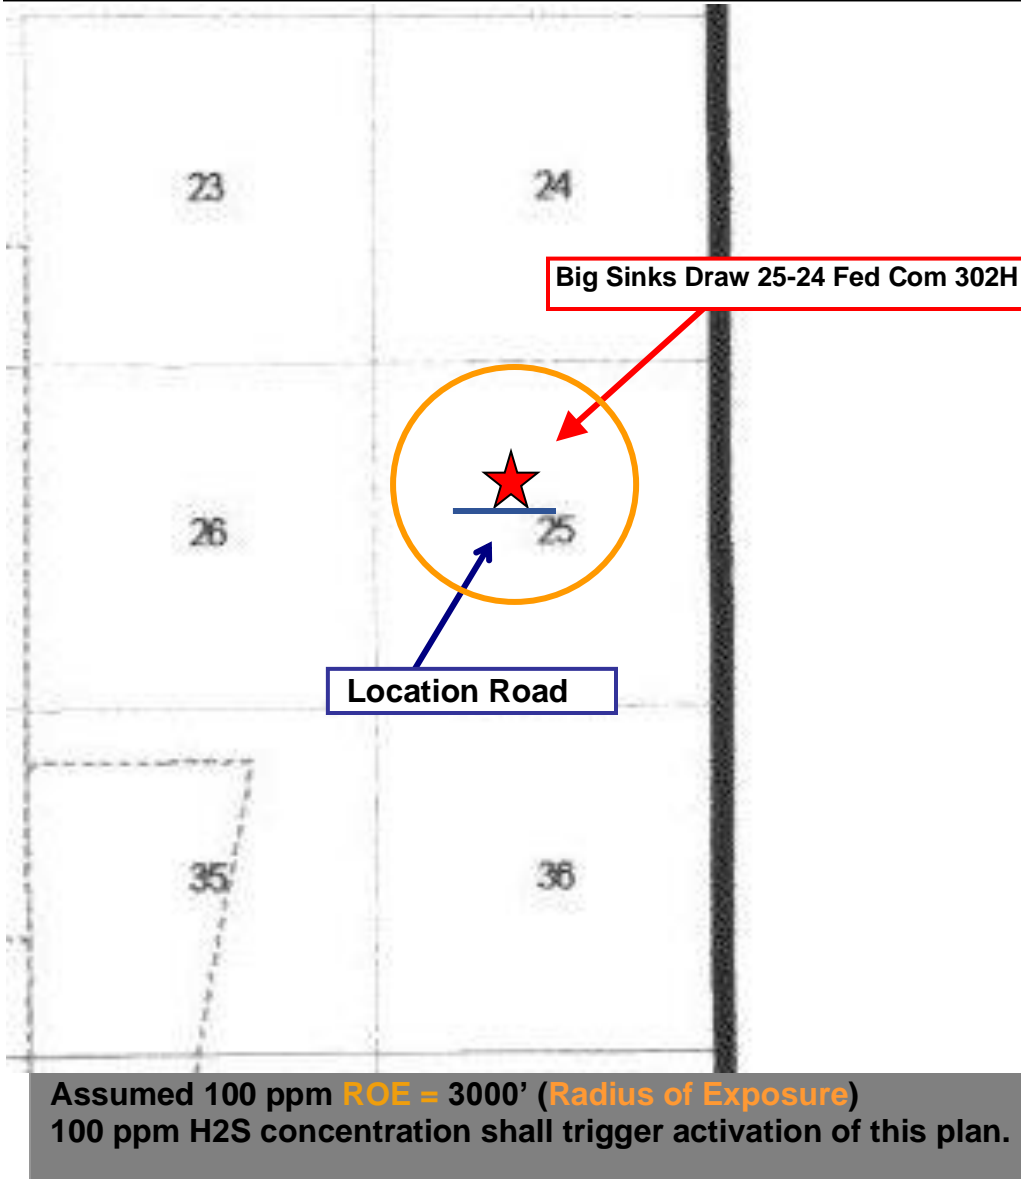 23
24
Big Sinks Draw 25-24 Fed Com 302H
26
25
Location Road
35
36
Assumed 100 ppm ROE = 3000’ (Radius of Exposure)
100 ppm H2S concentration shall trigger activation of this plan.